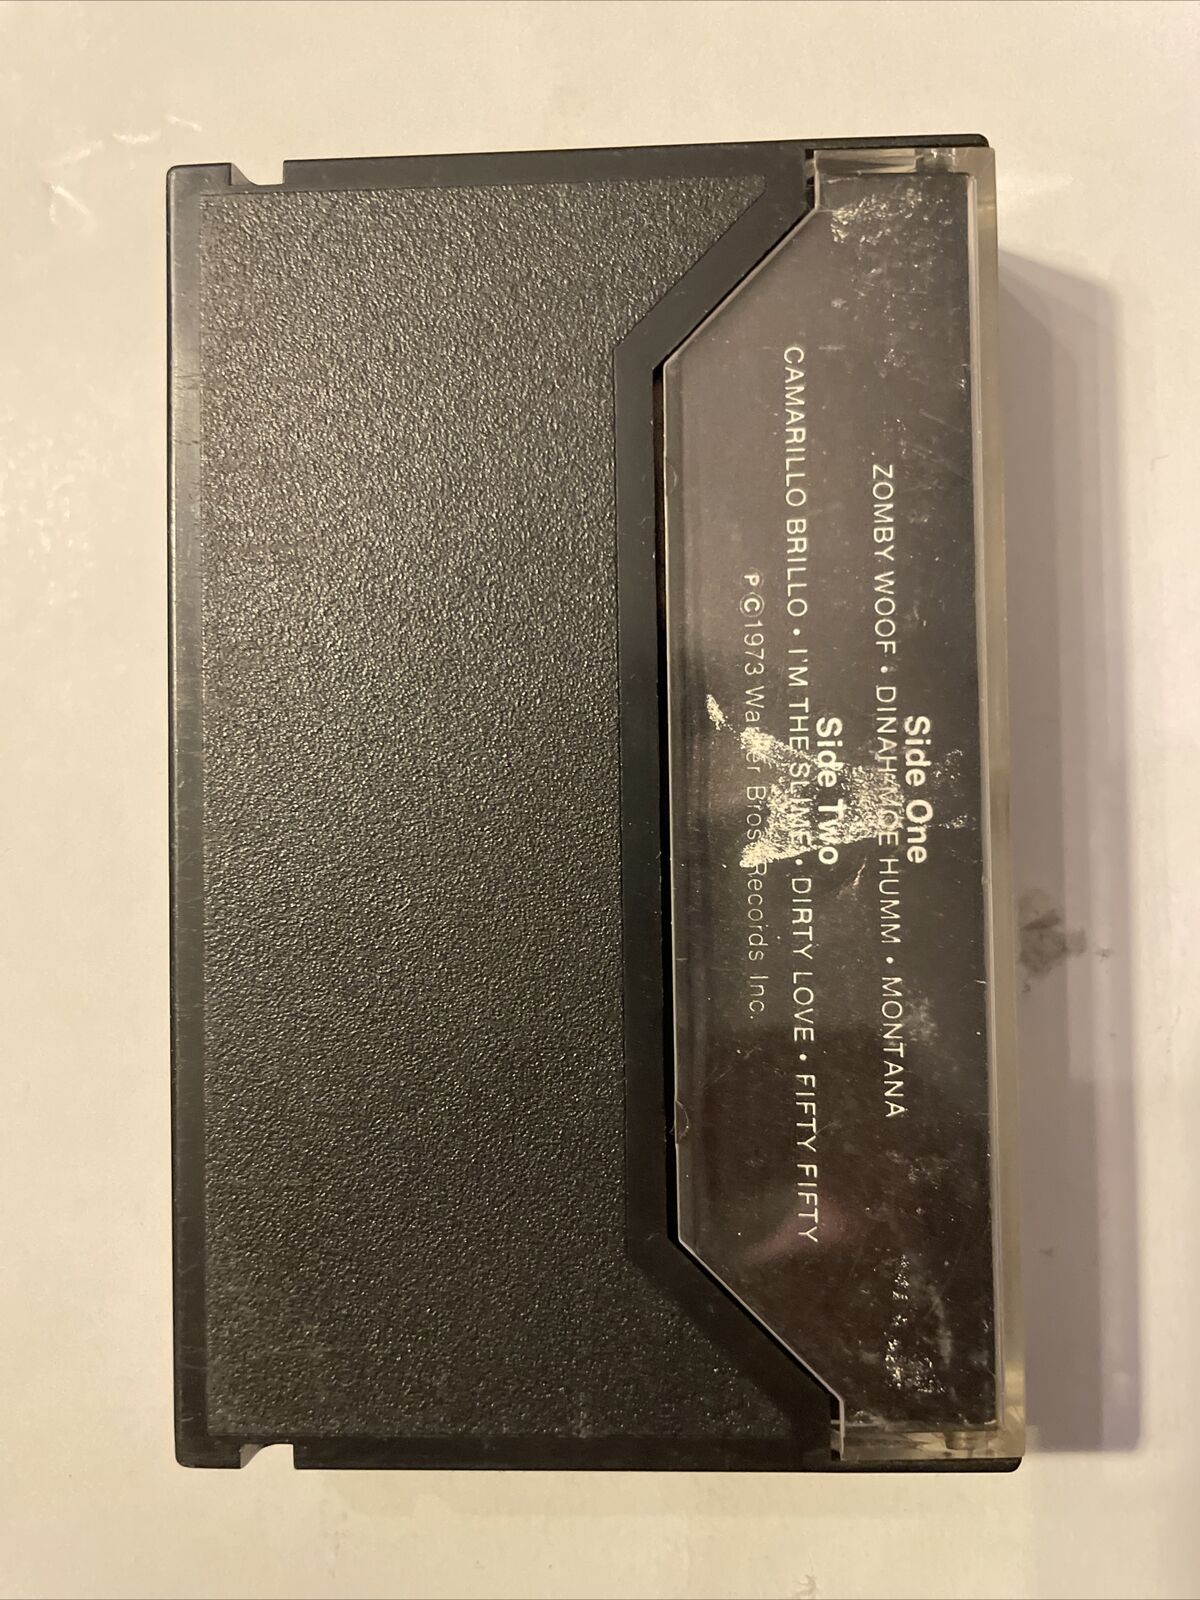 Side One
ZOMBY WOOF • DINAH-MOE HUMM • MONTANA
Side Two
CAMARILLO BRILLO • I'M THE SLIME • DIRTY LOVE • FIFTY FIFTY
P©1973 Warner Bros. Records Inc.